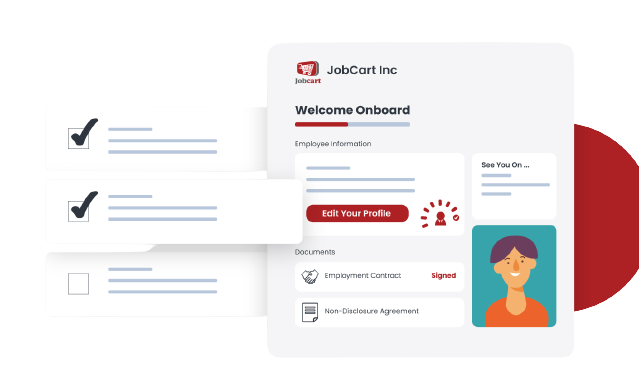 Jobcart
JobCart Inc
Welcome Onboard
Employee Information
See You On ...
Edit Your Profile
Documents
Employment Contract
Signed
Non-Disclosure Agreement